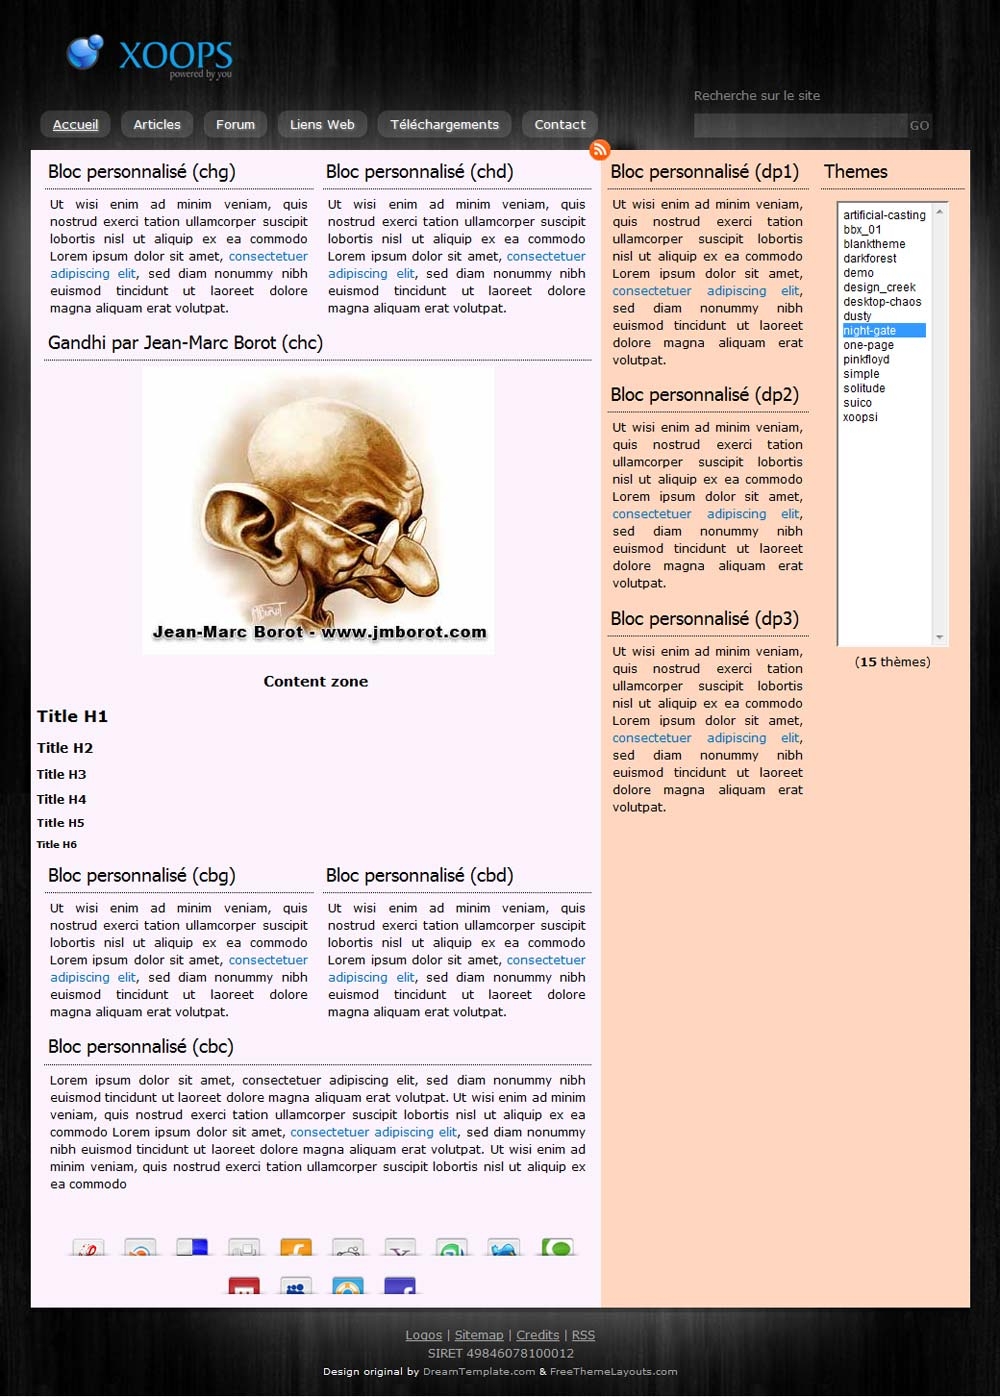 XOOPS
powered by you
Recherche sur le site
GO
Accueil
Articles
Forum
Liens Web
Téléchargements
Contact
Bloc personnalisé (chg)
Ut wisi enim ad minim veniam, quis
nostrud exerci tation ullamcorper suscipit
lobortis nisl ut aliquip ex ea commodo
Lorem ipsum dolor sit amet, consectetuer
adipiscing elit, sed diam nonummy nibh
euismod tincidunt ut laoreet dolore
magna aliquam erat volutpat.
Bloc personnalisé (chd)
Ut wisi enim ad minim veniam, quis
nostrud exerci tation ullamcorper suscipit
lobortis nisl ut aliquip ex ea commodo
Lorem ipsum dolor sit amet, consectetuer
adipiscing elit, sed diam nonummy nibh
euismod tincidunt ut laoreet dolore
magna aliquam erat volutpat.
Gandhi par Jean-Marc Borot (chc)
Jean-Marc Borot - www.jmborot.com
Content zone
Title H1
Title H2
Title H3
Title H4
Title H5
Title H6
Bloc personnalisé (cbg)
Ut wisi enim ad minim veniam, quis
nostrud exerci tation ullamcorper suscipit
lobortis nisl ut aliquip ex ea commodo
Lorem ipsum dolor sit amet, consectetuer
adipiscing elit, sed diam nonummy nibh
euismod tincidunt ut laoreet dolore
magna aliquam erat volutpat.
Bloc personnalisé (cbd)
Ut wisi enim ad minim veniam, quis
nostrud exerci tation ullamcorper suscipit
lobortis nisl ut aliquip ex ea commodo
Lorem ipsum dolor sit amet, consectetuer
adipiscing elit, sed diam nonummy nibh
euismod tincidunt ut laoreet dolore
magna aliquam erat volutpat.
Bloc personnalisé (cbc)
Lorem ipsum dolor sit amet, consectetuer adipiscing elit, sed diam nonummy nibh
euismod tincidunt ut laoreet dolore magna aliquam erat volutpat. Ut wisi enim ad minim
veniam, quis nostrud exerci tation ullamcorper suscipit lobortis nisl ut aliquip ex ea
commodo Lorem ipsum dolor sit amet, consectetuer adipiscing elit, sed diam nonummy
nibh euismod tincidunt ut laoreet dolore magna aliquam erat volutpat. Ut wisi enim ad
minim veniam, quis nostrud exerci tation ullamcorper suscipit lobortis nisl ut aliquip ex
ea commodo
Bloc personnalisé (dp1)
Ut wisi enim ad minim veniam,
quis nostrud exerci tation
ullamcorper suscipit lobortis
nisl ut aliquip ex ea commodo
Lorem ipsum dolor sit amet,
consectetuer adipiscing elit,
sed diam nonummy nibh
euismod tincidunt ut laoreet
dolore magna aliquam erat
volutpat.
Bloc personnalisé (dp2)
Ut wisi enim ad minim veniam,
quis nostrud exerci tation
ullamcorper suscipit lobortis
nisl ut aliquip ex ea commodo
Lorem ipsum dolor sit amet,
consectetuer adipiscing elit,
sed diam nonummy nibh
euismod tincidunt ut laoreet
dolore magna aliquam erat
volutpat.
Bloc personnalisé (dp3)
Ut wisi enim ad minim veniam,
quis nostrud exerci tation
ullamcorper suscipit lobortis
nisl ut aliquip ex ea commodo
Lorem ipsum dolor sit amet,
consectetuer adipiscing elit,
sed diam nonummy nibh
euismod tincidunt ut laoreet
dolore magna aliquam erat
volutpat.
Themes
artificial-casting
bbx_01
blanktheme
darkforest
demo
design_creek
desktop-chaos
dusty
night-gate
one-page
pinkfloyd
simple
solitude
suico
xoopsi
(15 thèmes)
Logos | Sitemap | Credits | RSS
SIRET 49846078100012
Design original by DreamTemplate.com & FreeThemeLayouts.com